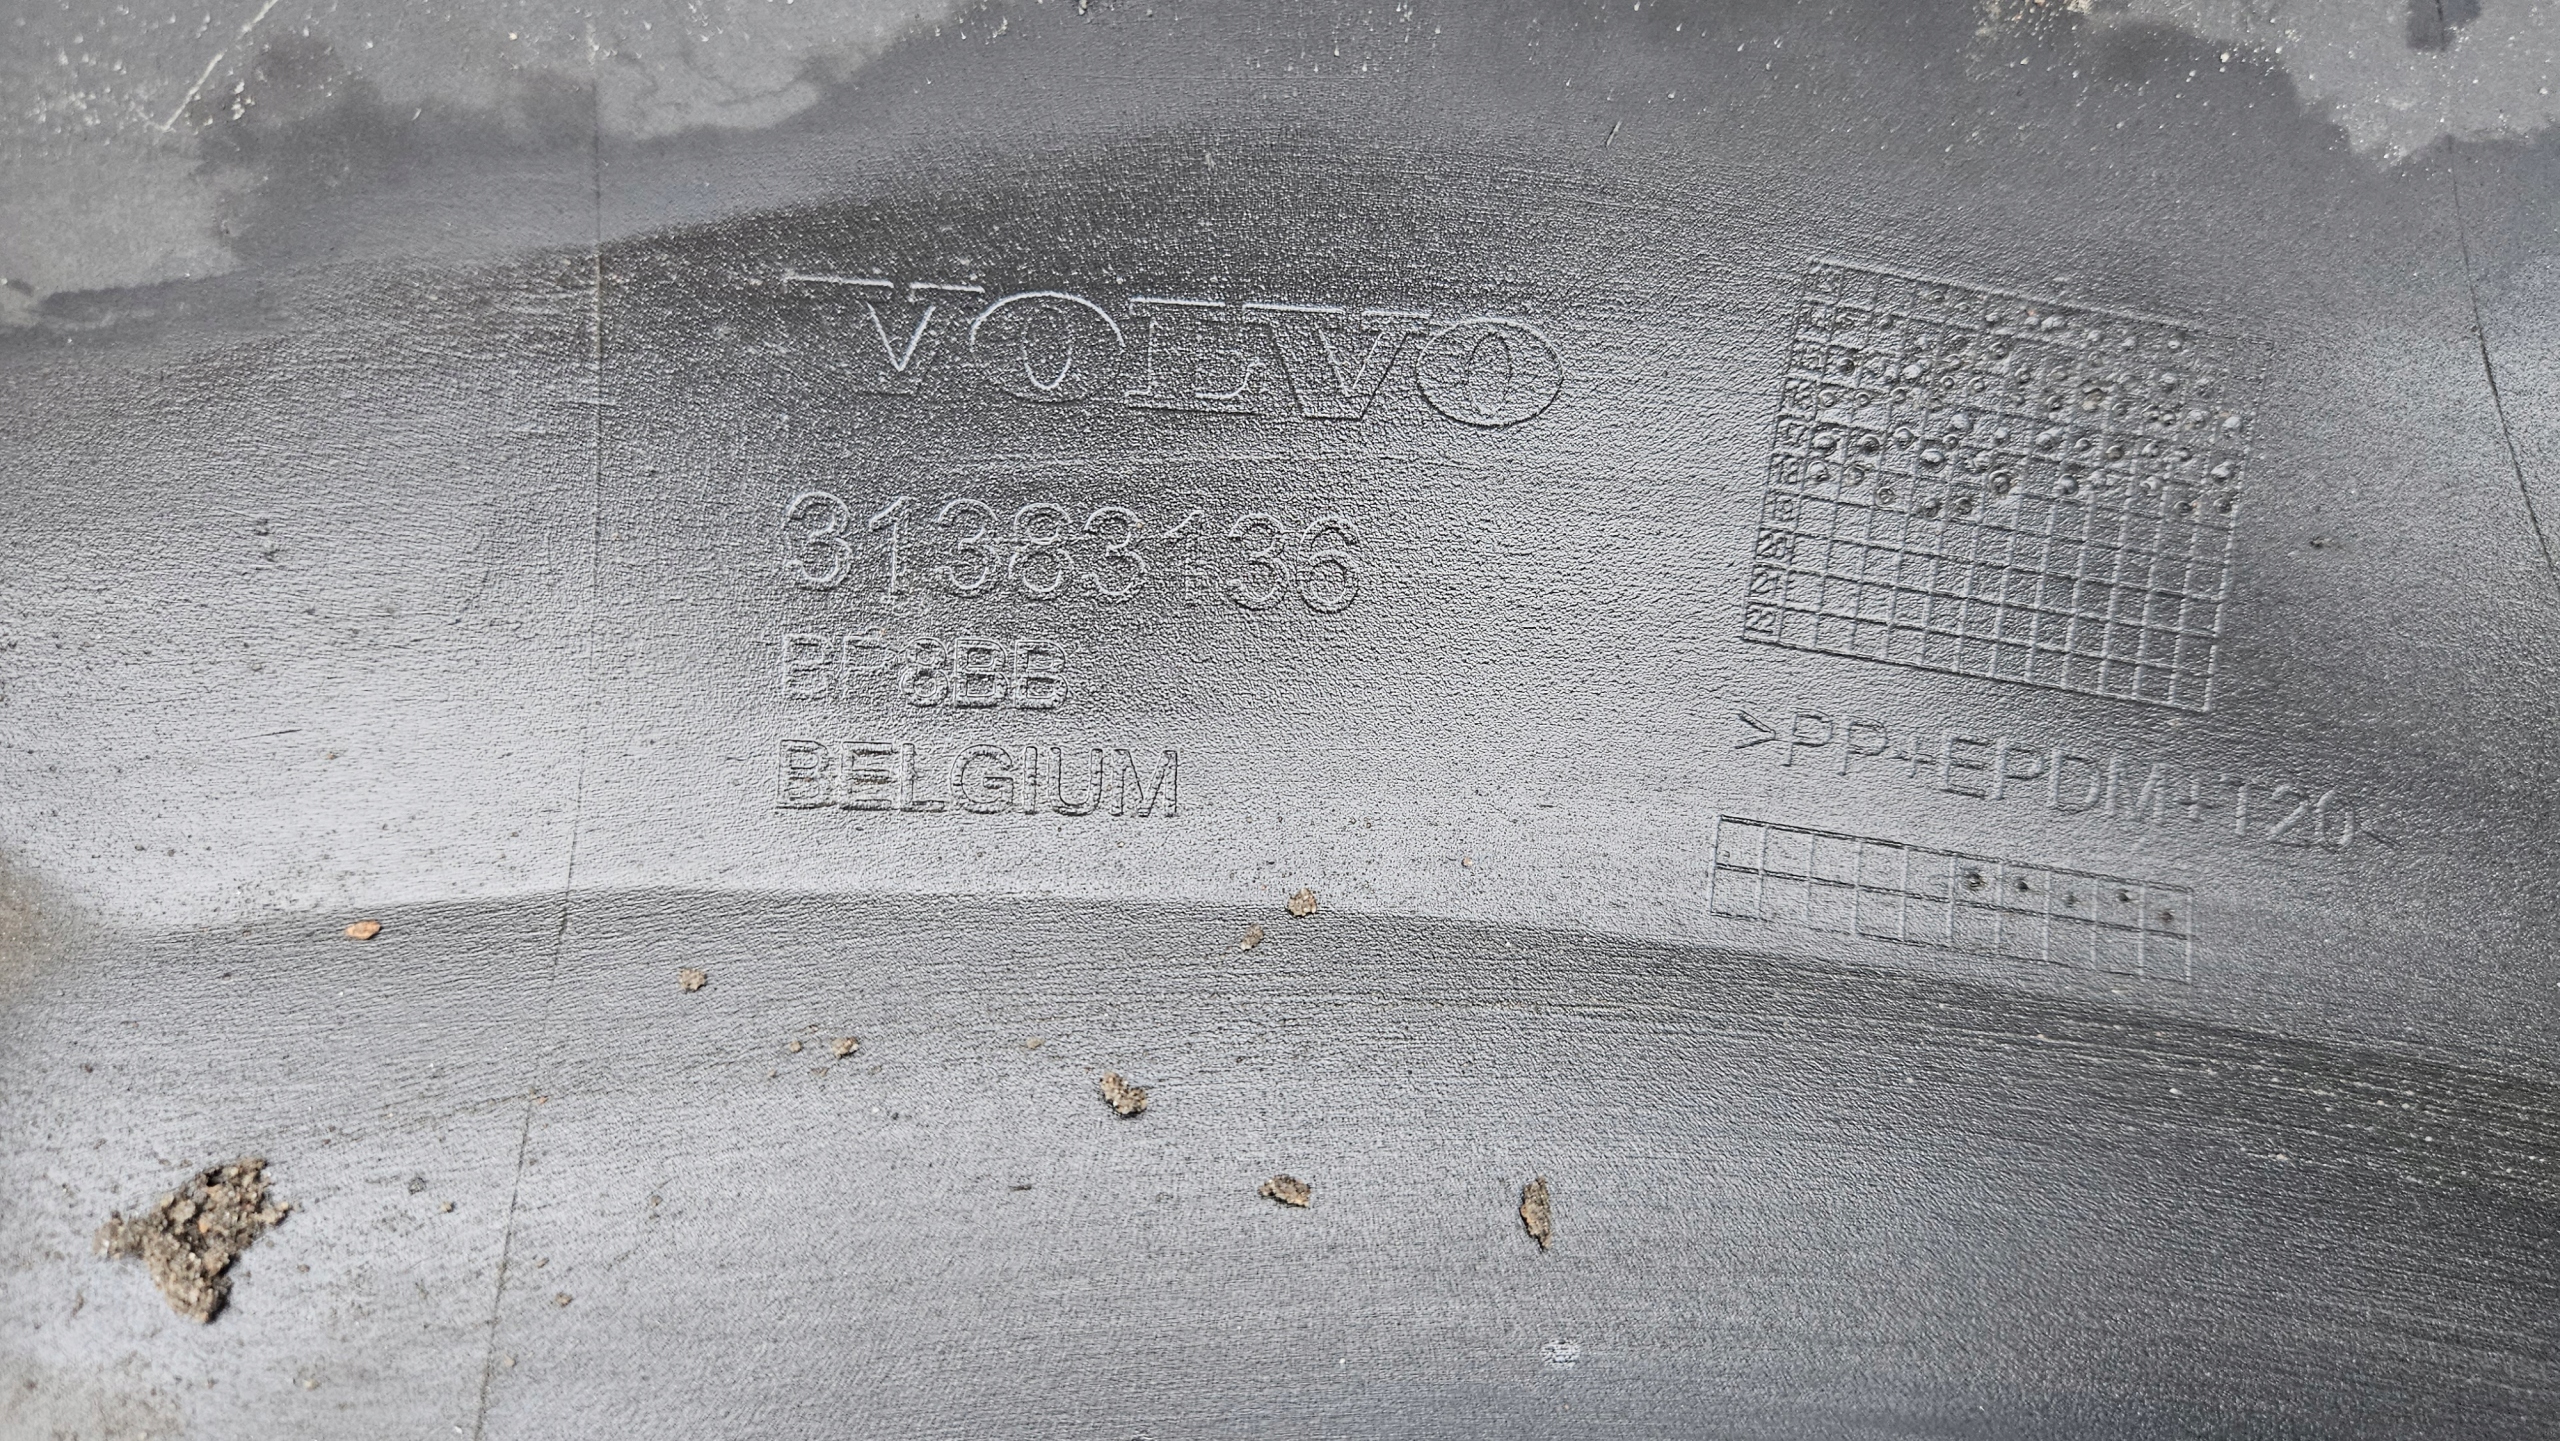 VOLVO
31383136
BP8BB
BELGIUM
>PP+EPDM+T20<